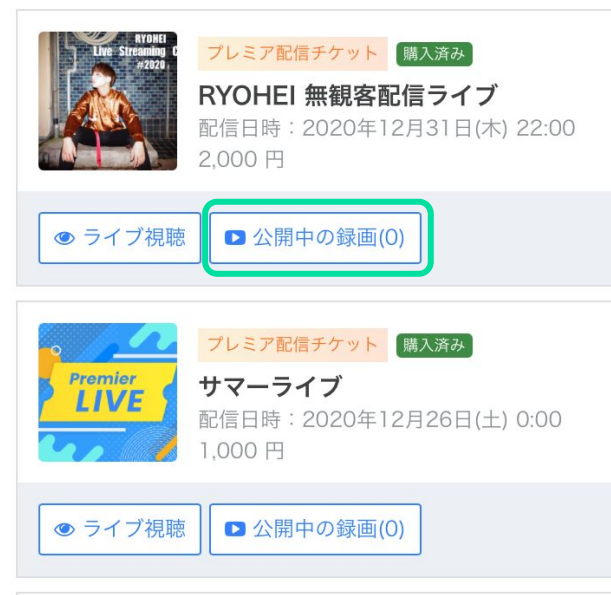 RYOHEI
Live Streaming C
#2020
プレミア配信チケット 購入済み
RYOHEI 無観客配信ライブ
配信日時：2020年12月31日(木) 22:00
2,000 円
ライブ視聴 公開中の録画(0)
Premier
LIVE
プレミア配信チケット 購入済み
サマーライブ
配信日時：2020年12月26日(土) 0:00
1,000 円
ライブ視聴 公開中の録画(0)